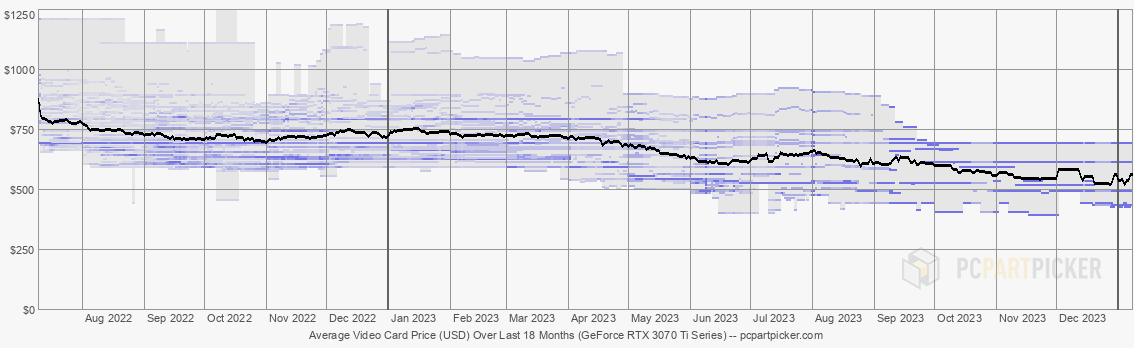 $1250
$1000
$750
$500
$250
$0
PCPARTPICKER
Aug 2022 Sep 2022 Oct 2022 Nov 2022 Dec 2022 Jan 2023 Feb 2023 Mar 2023 Apr 2023 May 2023 Jun 2023 Jul 2023 Aug 2023 Sep 2023 Oct 2023 Nov 2023 Dec 2023
Average Video Card Price (USD) Over Last 18 Months (GeForce RTX 3070 Ti Series) -- pcpartpicker.com